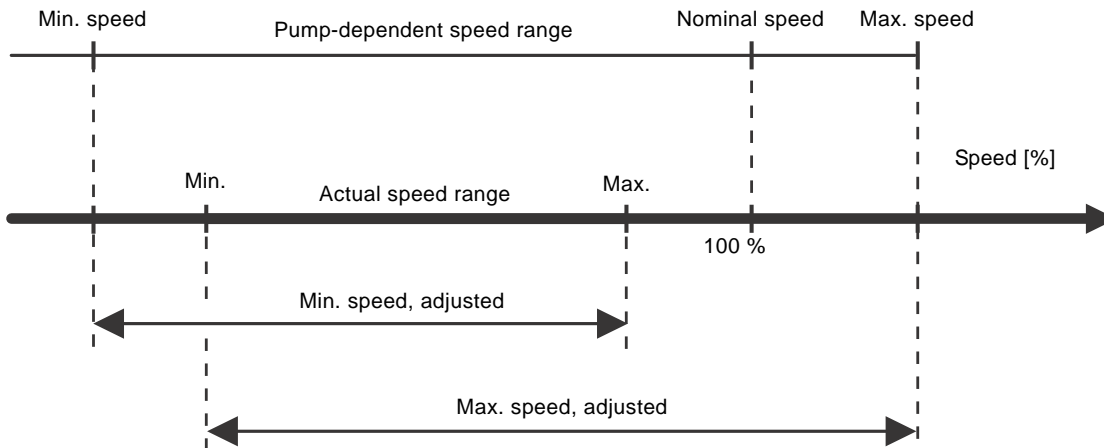 Min. speed
Pump-dependent speed range
Nominal speed
Max. speed
Speed [%]
Min.
Actual speed range
Max.
100 %
Min. speed, adjusted
Max. speed, adjusted